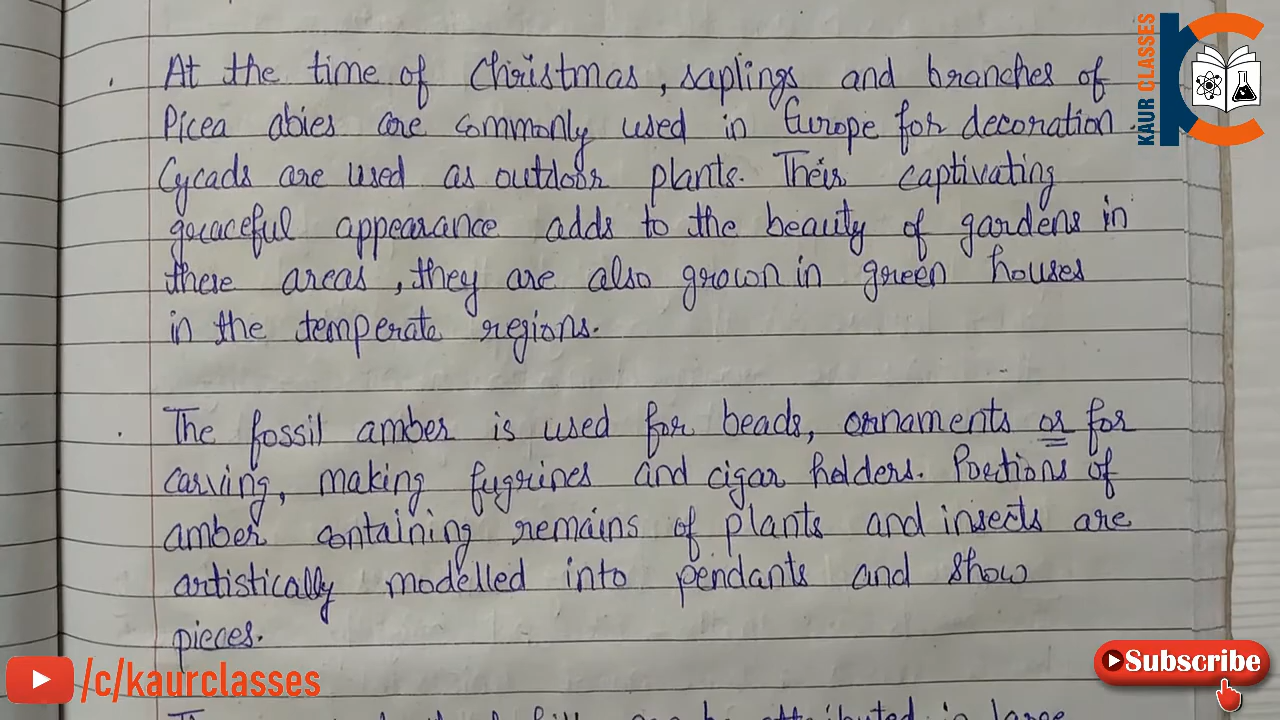 At the time of Christmas, saplings and branches of
Picea abies are commonly used in Europe for decoration.
Cycads are used as outdoor plants. Their captivating
graceful appearance adds to the beauty of gardens in
these areas, they are also grown in green houses
in the temperate regions.
The fossil amber is used for beads, ornaments or for
carving, making fugrines and cigar holders. Portions of
amber containing remains of plants and insects are
artistically modelled into pendants and show
pieces.
attributed in large
KAUR CLASSES
/c/kaurclasses
Subscribe